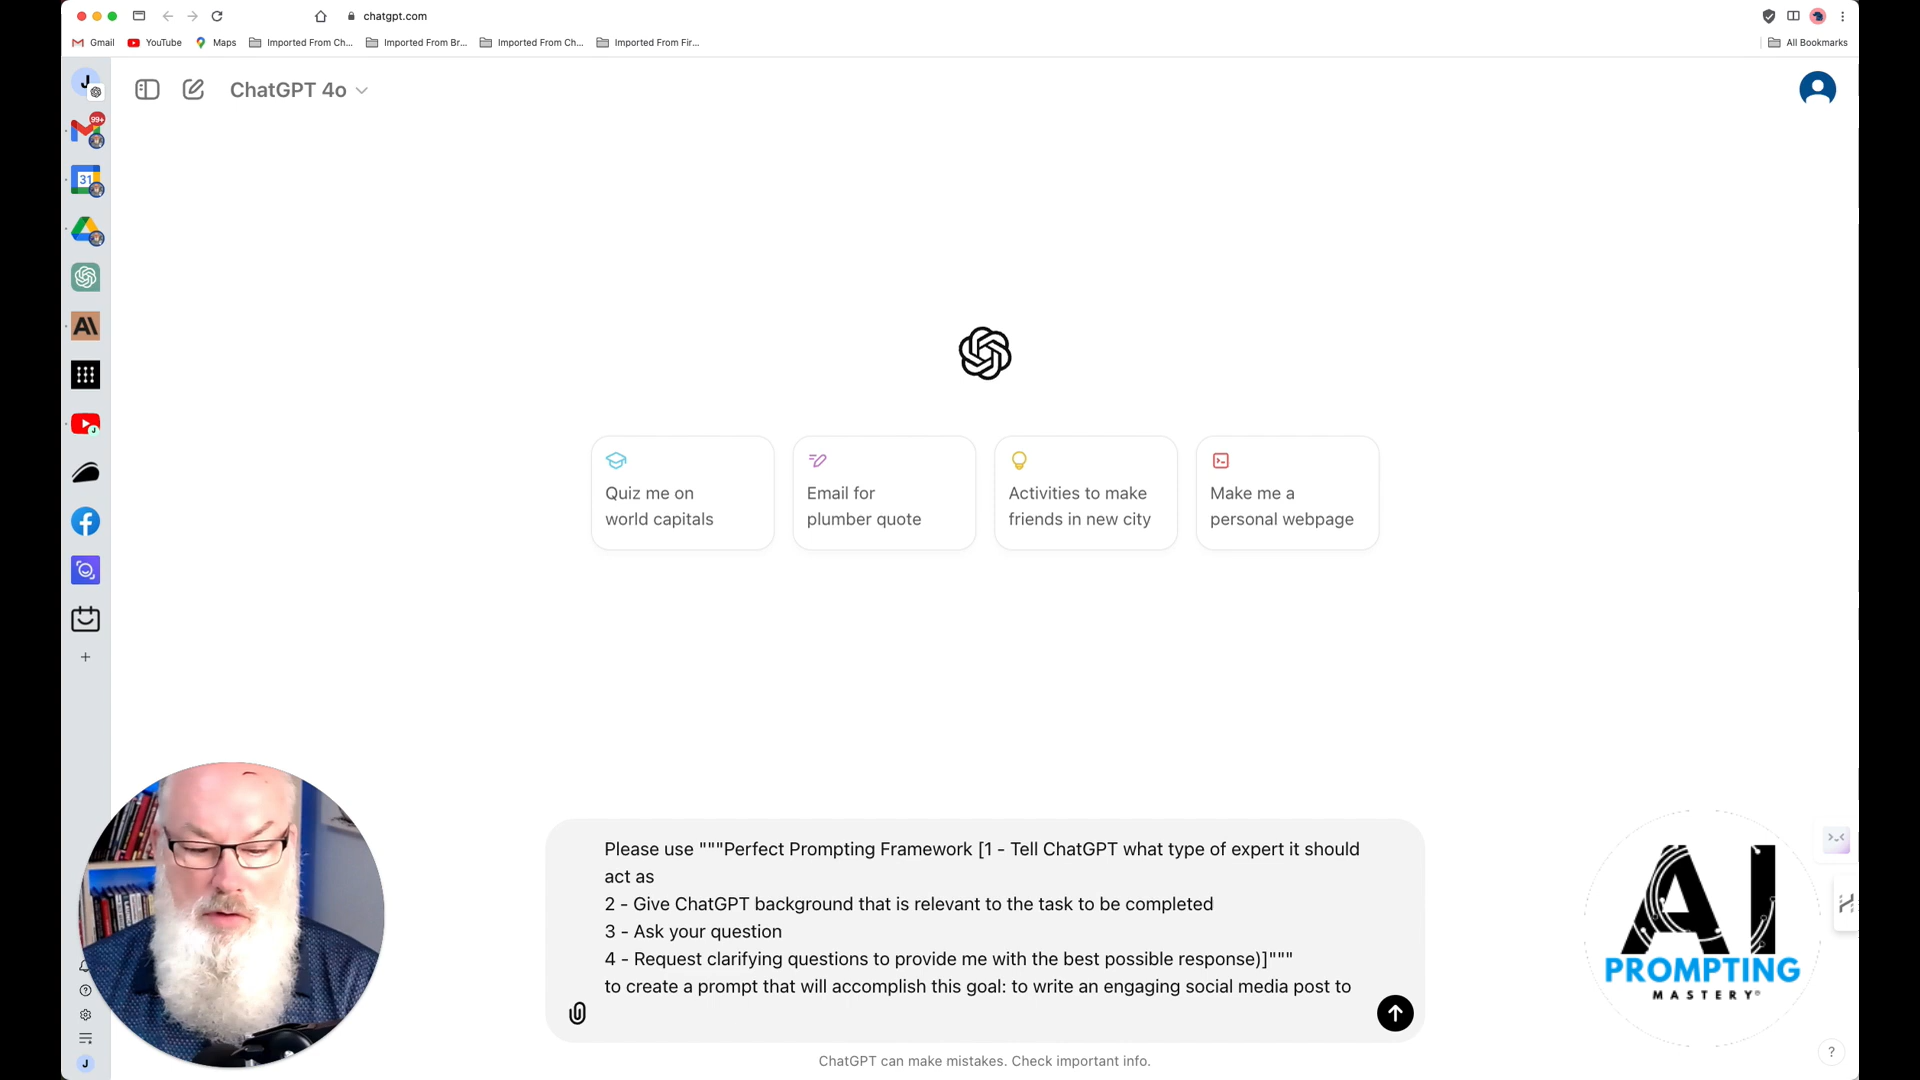 chatgpt.com
Gmail
YouTube
Maps
Imported From Ch...
Imported From Br...
Imported From Ch...
Imported From Fir...
All Bookmarks
J
ChatGPT 4o
99+
31
AI
Quiz me on
world capitals
Email for
plumber quote
Activities to make
friends in new city
Make me a
personal webpage
Please use """Perfect Prompting Framework [1 - Tell ChatGPT what type of expert it should
act as
2 - Give ChatGPT background that is relevant to the task to be completed
3 - Ask your question
4 - Request clarifying questions to provide me with the best possible response)]"""
to create a prompt that will accomplish this goal: to write an engaging social media post to
ChatGPT can make mistakes. Check important info.
AI
PROMPTING
MASTERY®
J
?